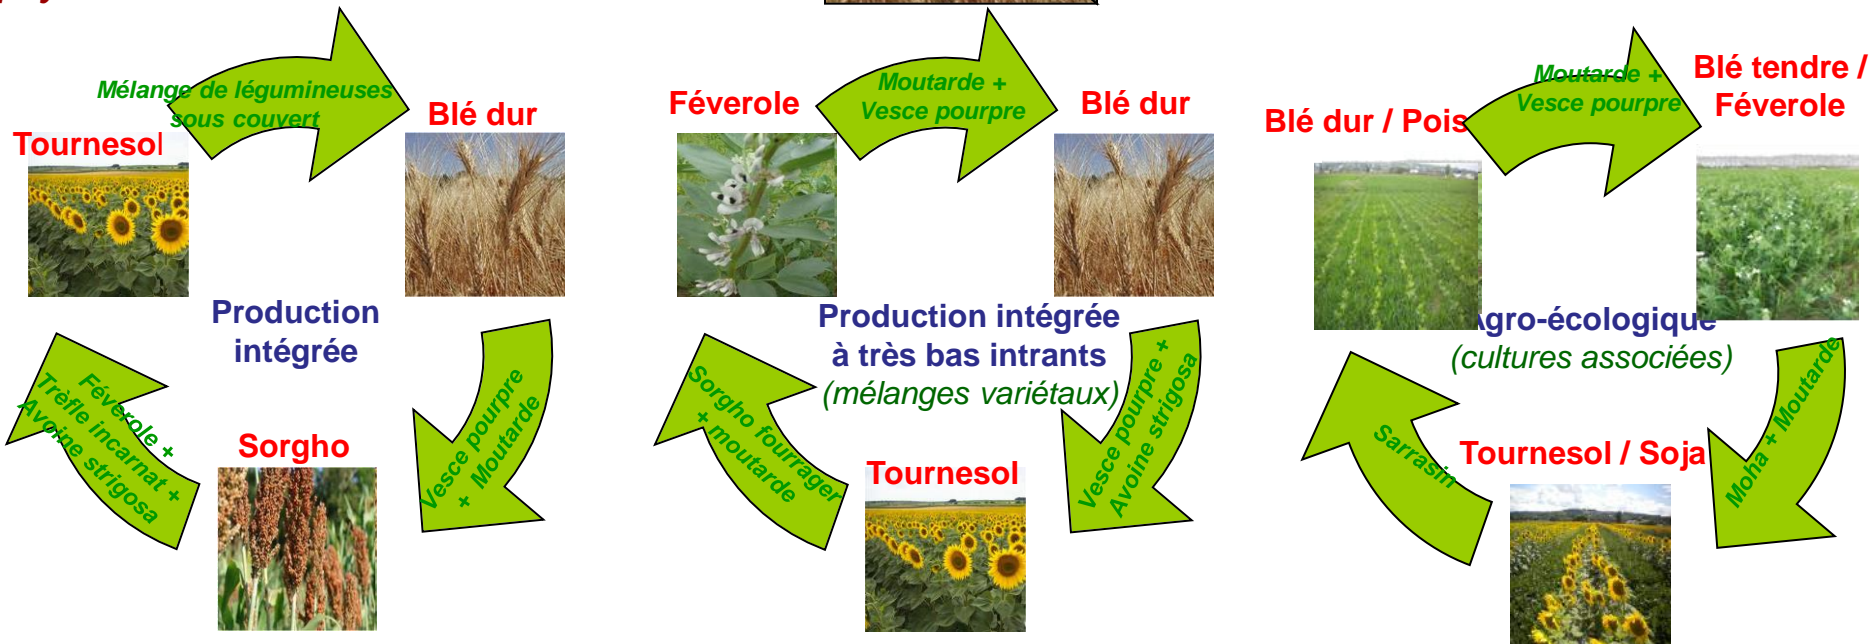 Mélange de légumineuses
sous couvert
Tournesol
Blé dur
Production
intégrée
Féverole +
Trèfle incarnat +
Avoine strigosa
Vesce pourpre
+ Moutarde
Sorgho
Féverole
Moutarde +
Vesce pourpre
Blé dur
Production intégrée
à très bas intrants
(mélanges variétaux)
Sorgho fourrager
+ moutarde
Vesce pourpre +
Avoine strigosa
Tournesol
Blé dur / Pois
Moutarde +
Vesce pourpre
Blé tendre /
Féverole
Agro-écologique
(cultures associées)
Sarrasin
Moha + Moutarde
Tournesol / Soja